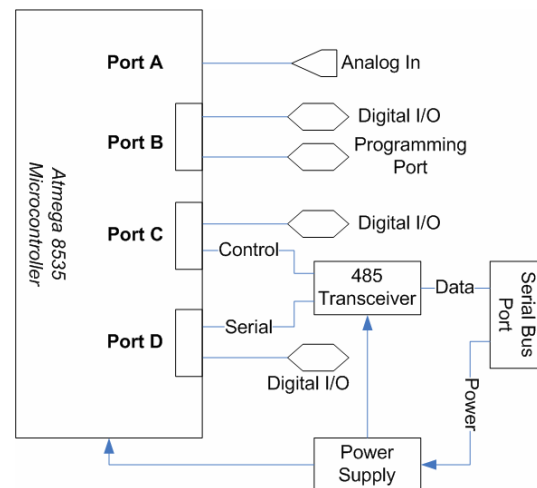 Atmega 8535
Microcontroller
Port A
Analog In
Port B
Digital I/O
Programming
Port
Port C
Digital I/O
Control
485
Transceiver
Data
Serial Bus
Port
Port D
Serial
Digital I/O
Power
Power
Supply